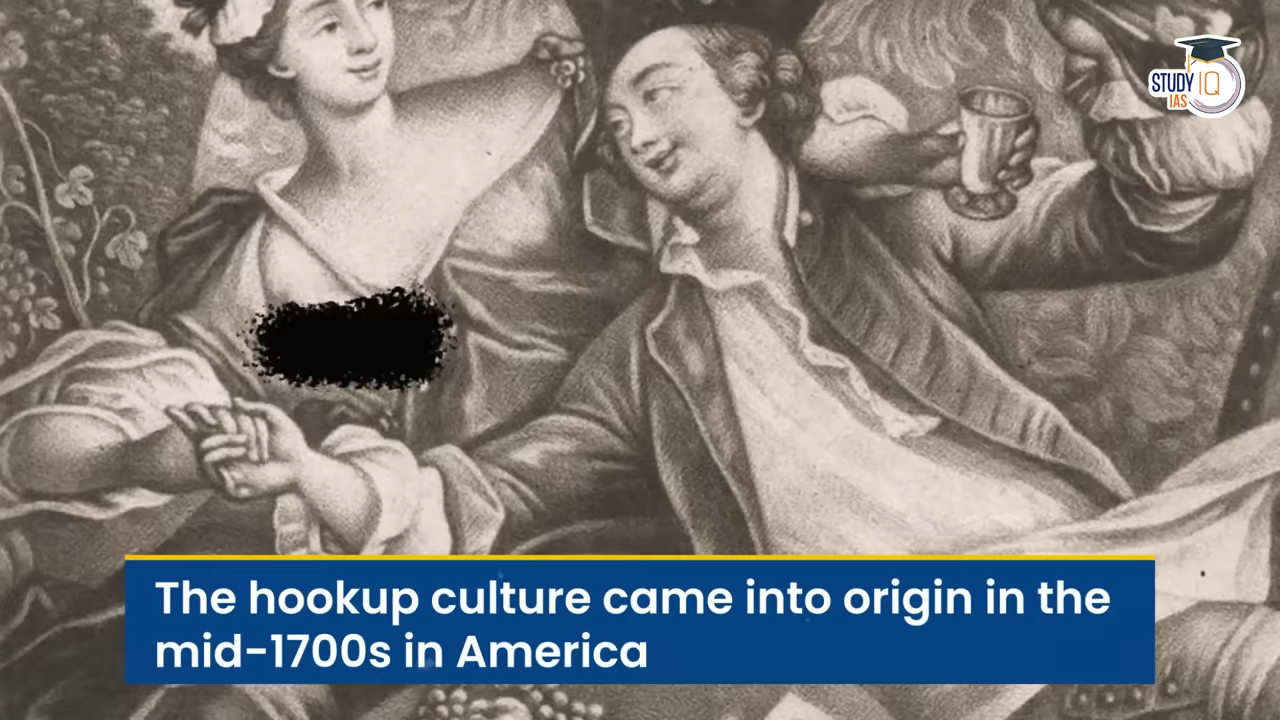 STUDY IQ
IAS
The hookup culture came into origin in the
mid-1700s in America